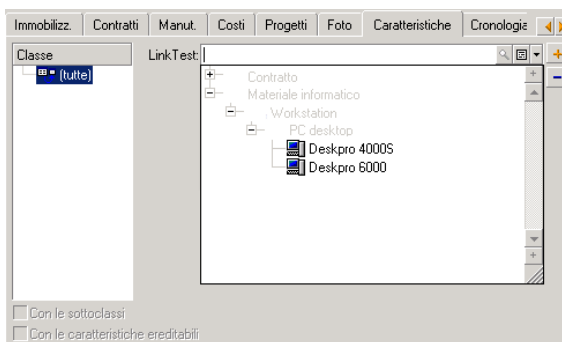 Immobilizz. Contratti Manut. Costi Progetti Foto Caratteristiche Cronologia
Classe
(tutte)
LinkTest:
Contratto
Materiale informatico
. Workstation
PC desktop
Deskpro 4000S
Deskpro 6000
Con le sottoclassi
Con le caratteristiche ereditabili